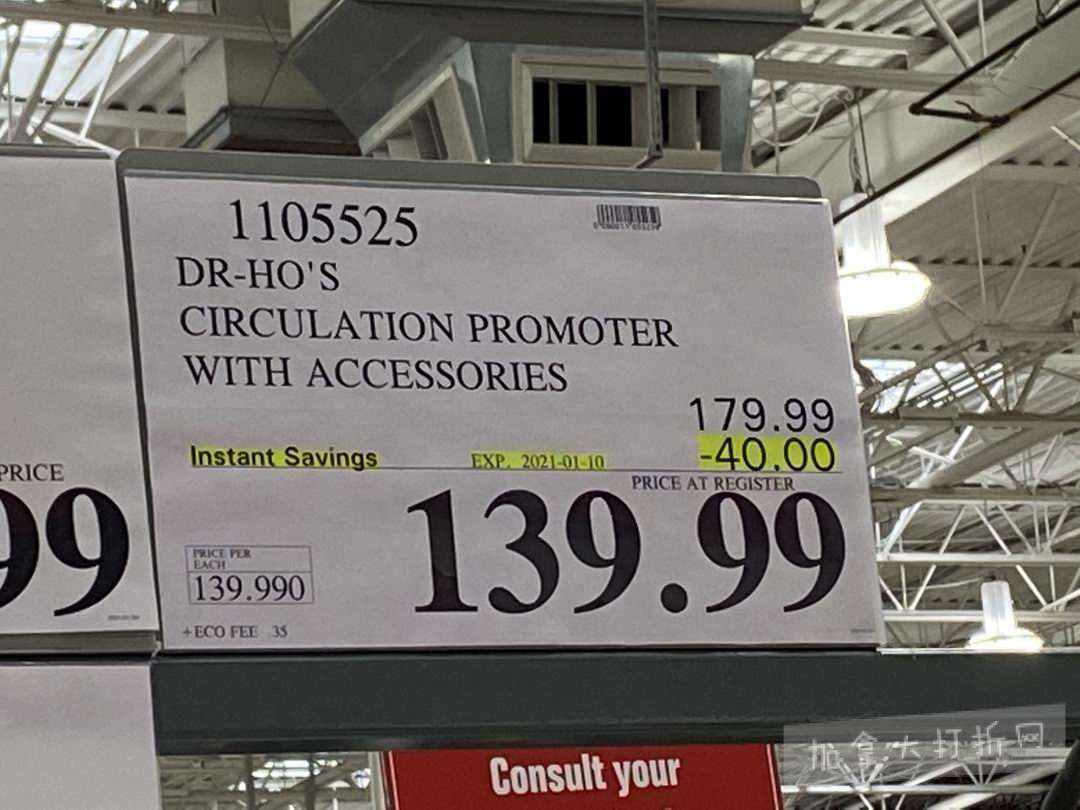 1105525
DR-HO'S
CIRCULATION PROMOTER
WITH ACCESSORIES
179.99
Instant Savings EXP. 2021-01-10 -40.00
PRICE AT REGISTER
139.99
PRICE PER
EACH
139.990
+ECO FEE .35
PRICE
99
Consult your
加拿大打折网